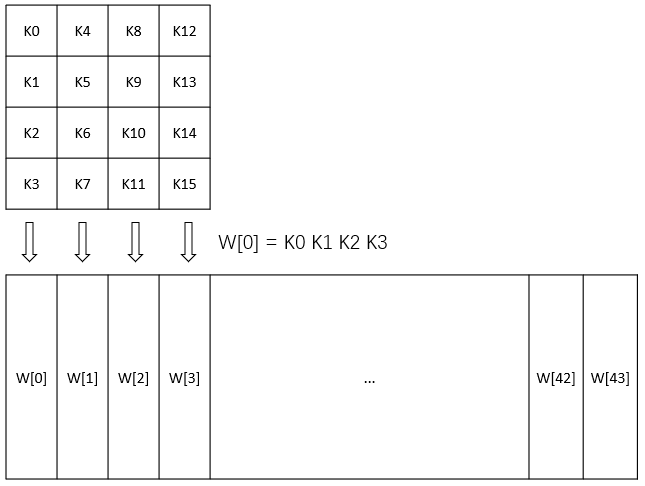 K0 K4 K8 K12
K1 K5 K9 K13
K2 K6 K10 K14
K3 K7 K11 K15
W[0] = K0 K1 K2 K3
W[0] W[1] W[2] W[3] ... W[42] W[43]